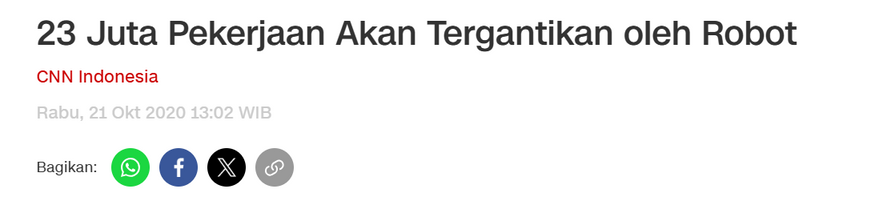 23 Juta Pekerjaan Akan Tergantikan oleh Robot
CNN Indonesia
Rabu, 21 Okt 2020 13:02 WIB
Bagikan: